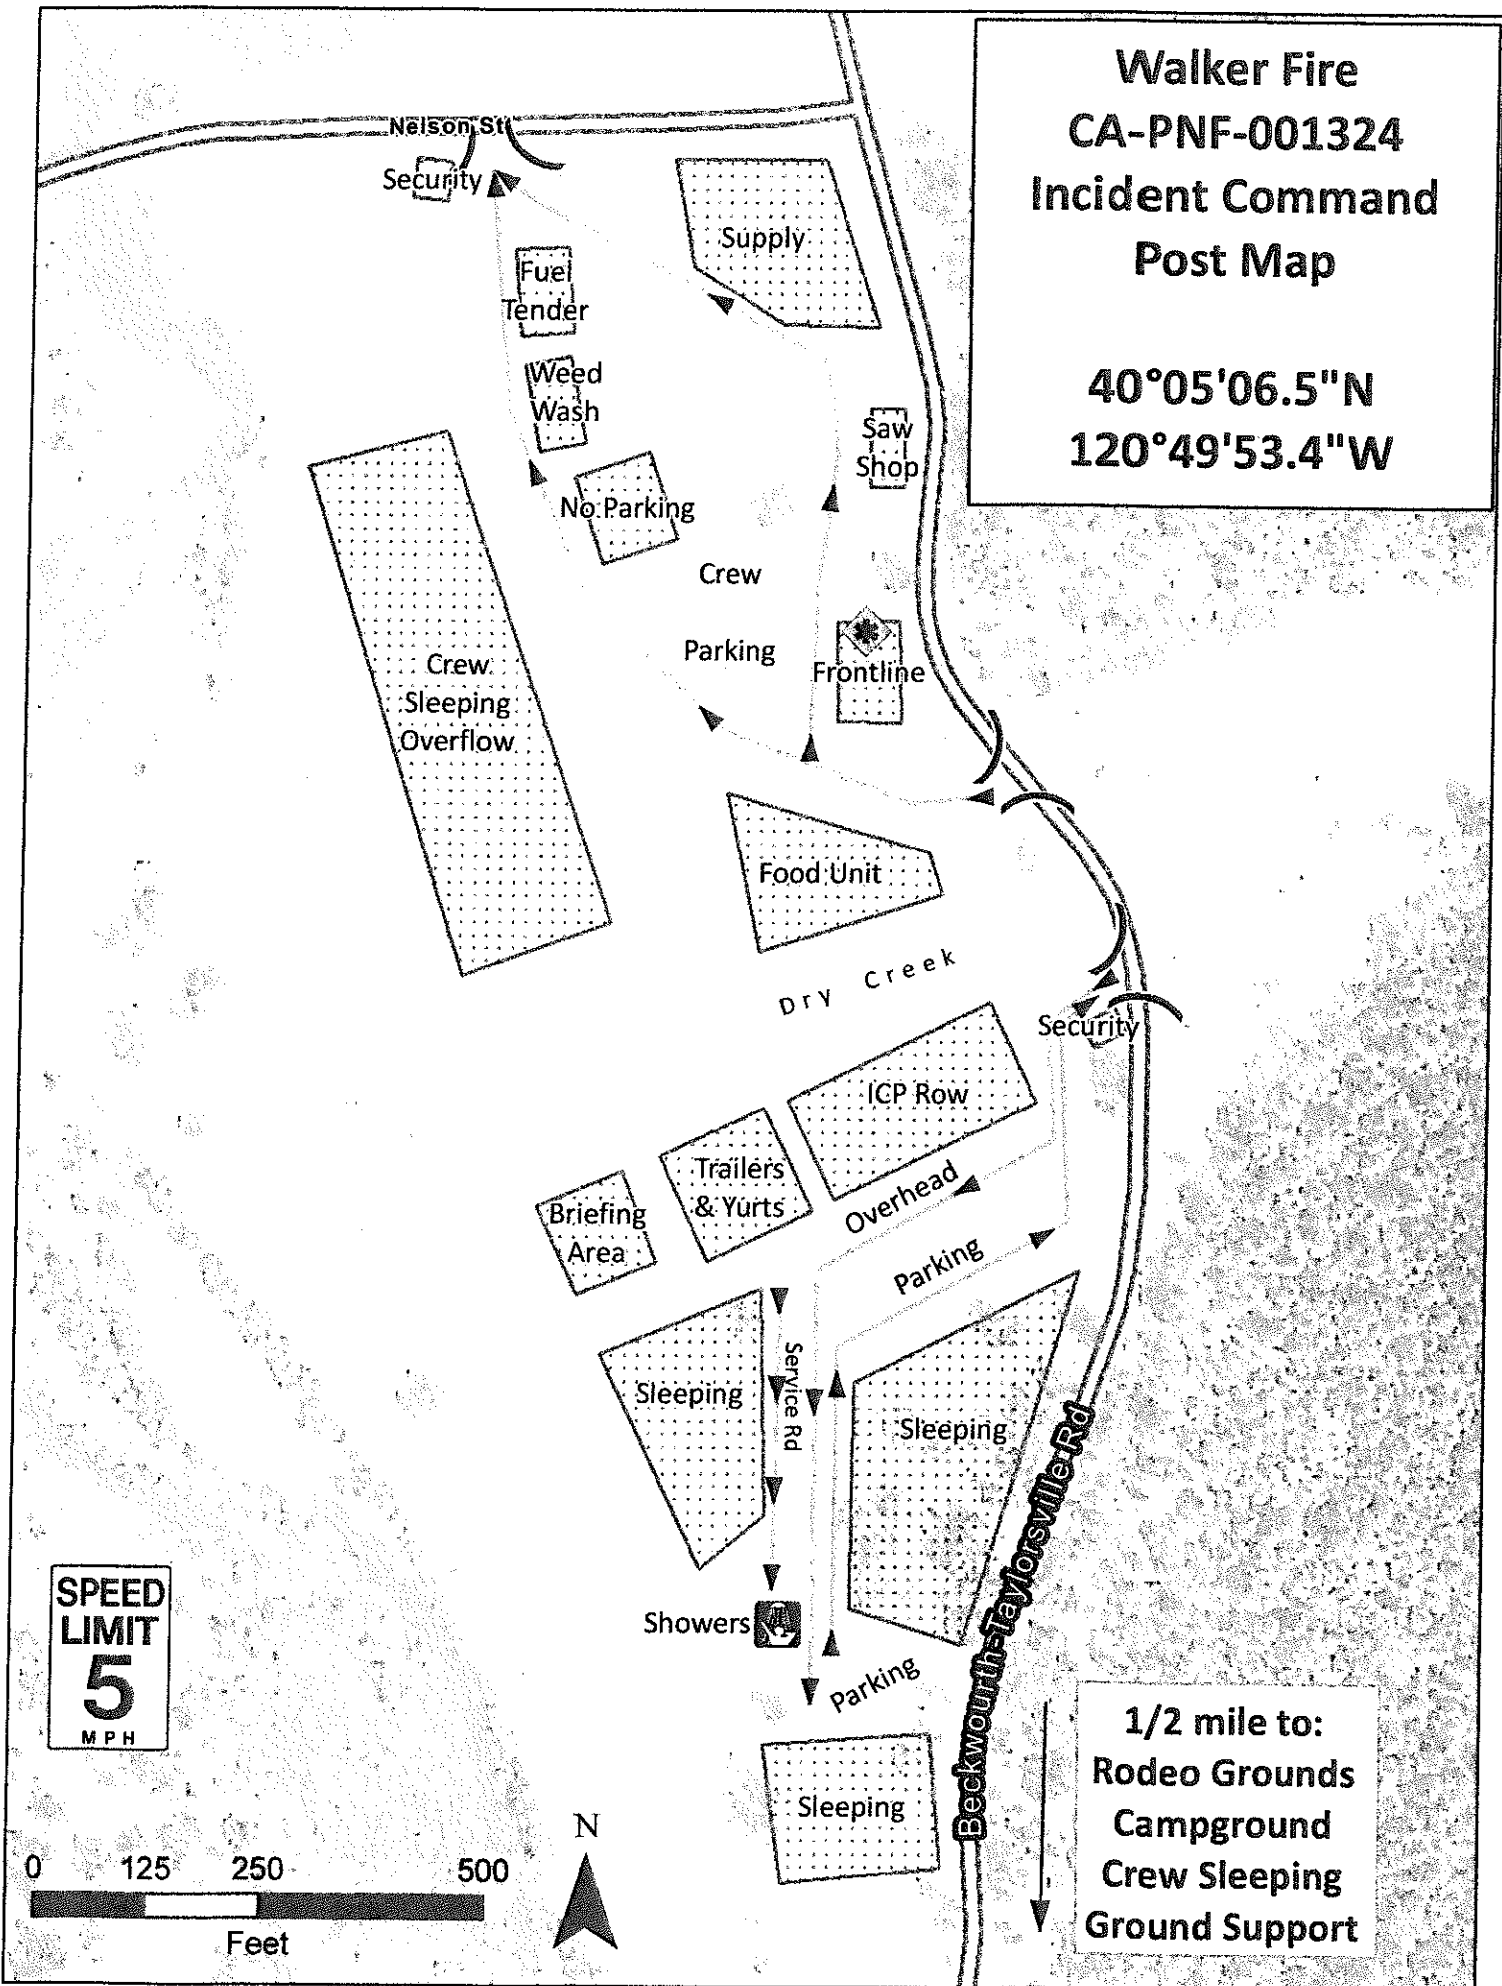 Walker Fire
CA-PNF-001324
Incident Command
Post Map
40°05'06.5"N
120°49'53.4"W
Nelson St
Security
Supply
Fuel
Tender
Weed
Wash
Saw
Shop
No Parking
Crew
Parking
Frontline
Crew
Sleeping
Overflow
Food Unit
Dry Creek
Security
ICP Row
Trailers
& Yurts
Overhead
Parking
Briefing
Area
Service Rd
Sleeping
Sleeping
Beckwourth-Taylorsville Rd
Showers
Parking
Sleeping
SPEED
LIMIT
5
MPH
1/2 mile to:
Rodeo Grounds
Campground
Crew Sleeping
Ground Support
N
0 125 250 500
Feet